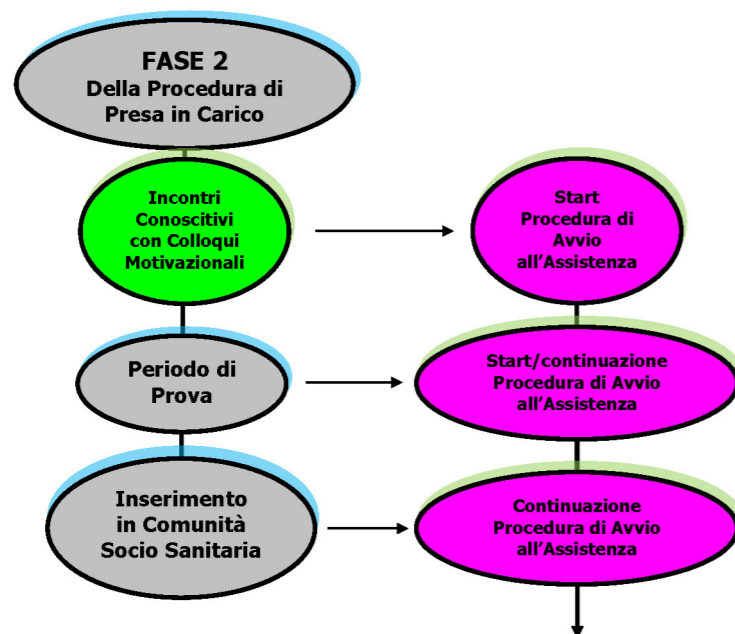 FASE 2
Della Procedura di
Presa in Carico
Incontri
Conoscitivi
con Colloqui
Motivazionali
Start
Procedura di
Avvio
all'Assistenza
Periodo di
Prova
Start/continuazione
Procedura di Avvio
all'Assistenza
Inserimento
in Comunità
Socio Sanitaria
Continuazione
Procedura di Avvio
all'Assistenza